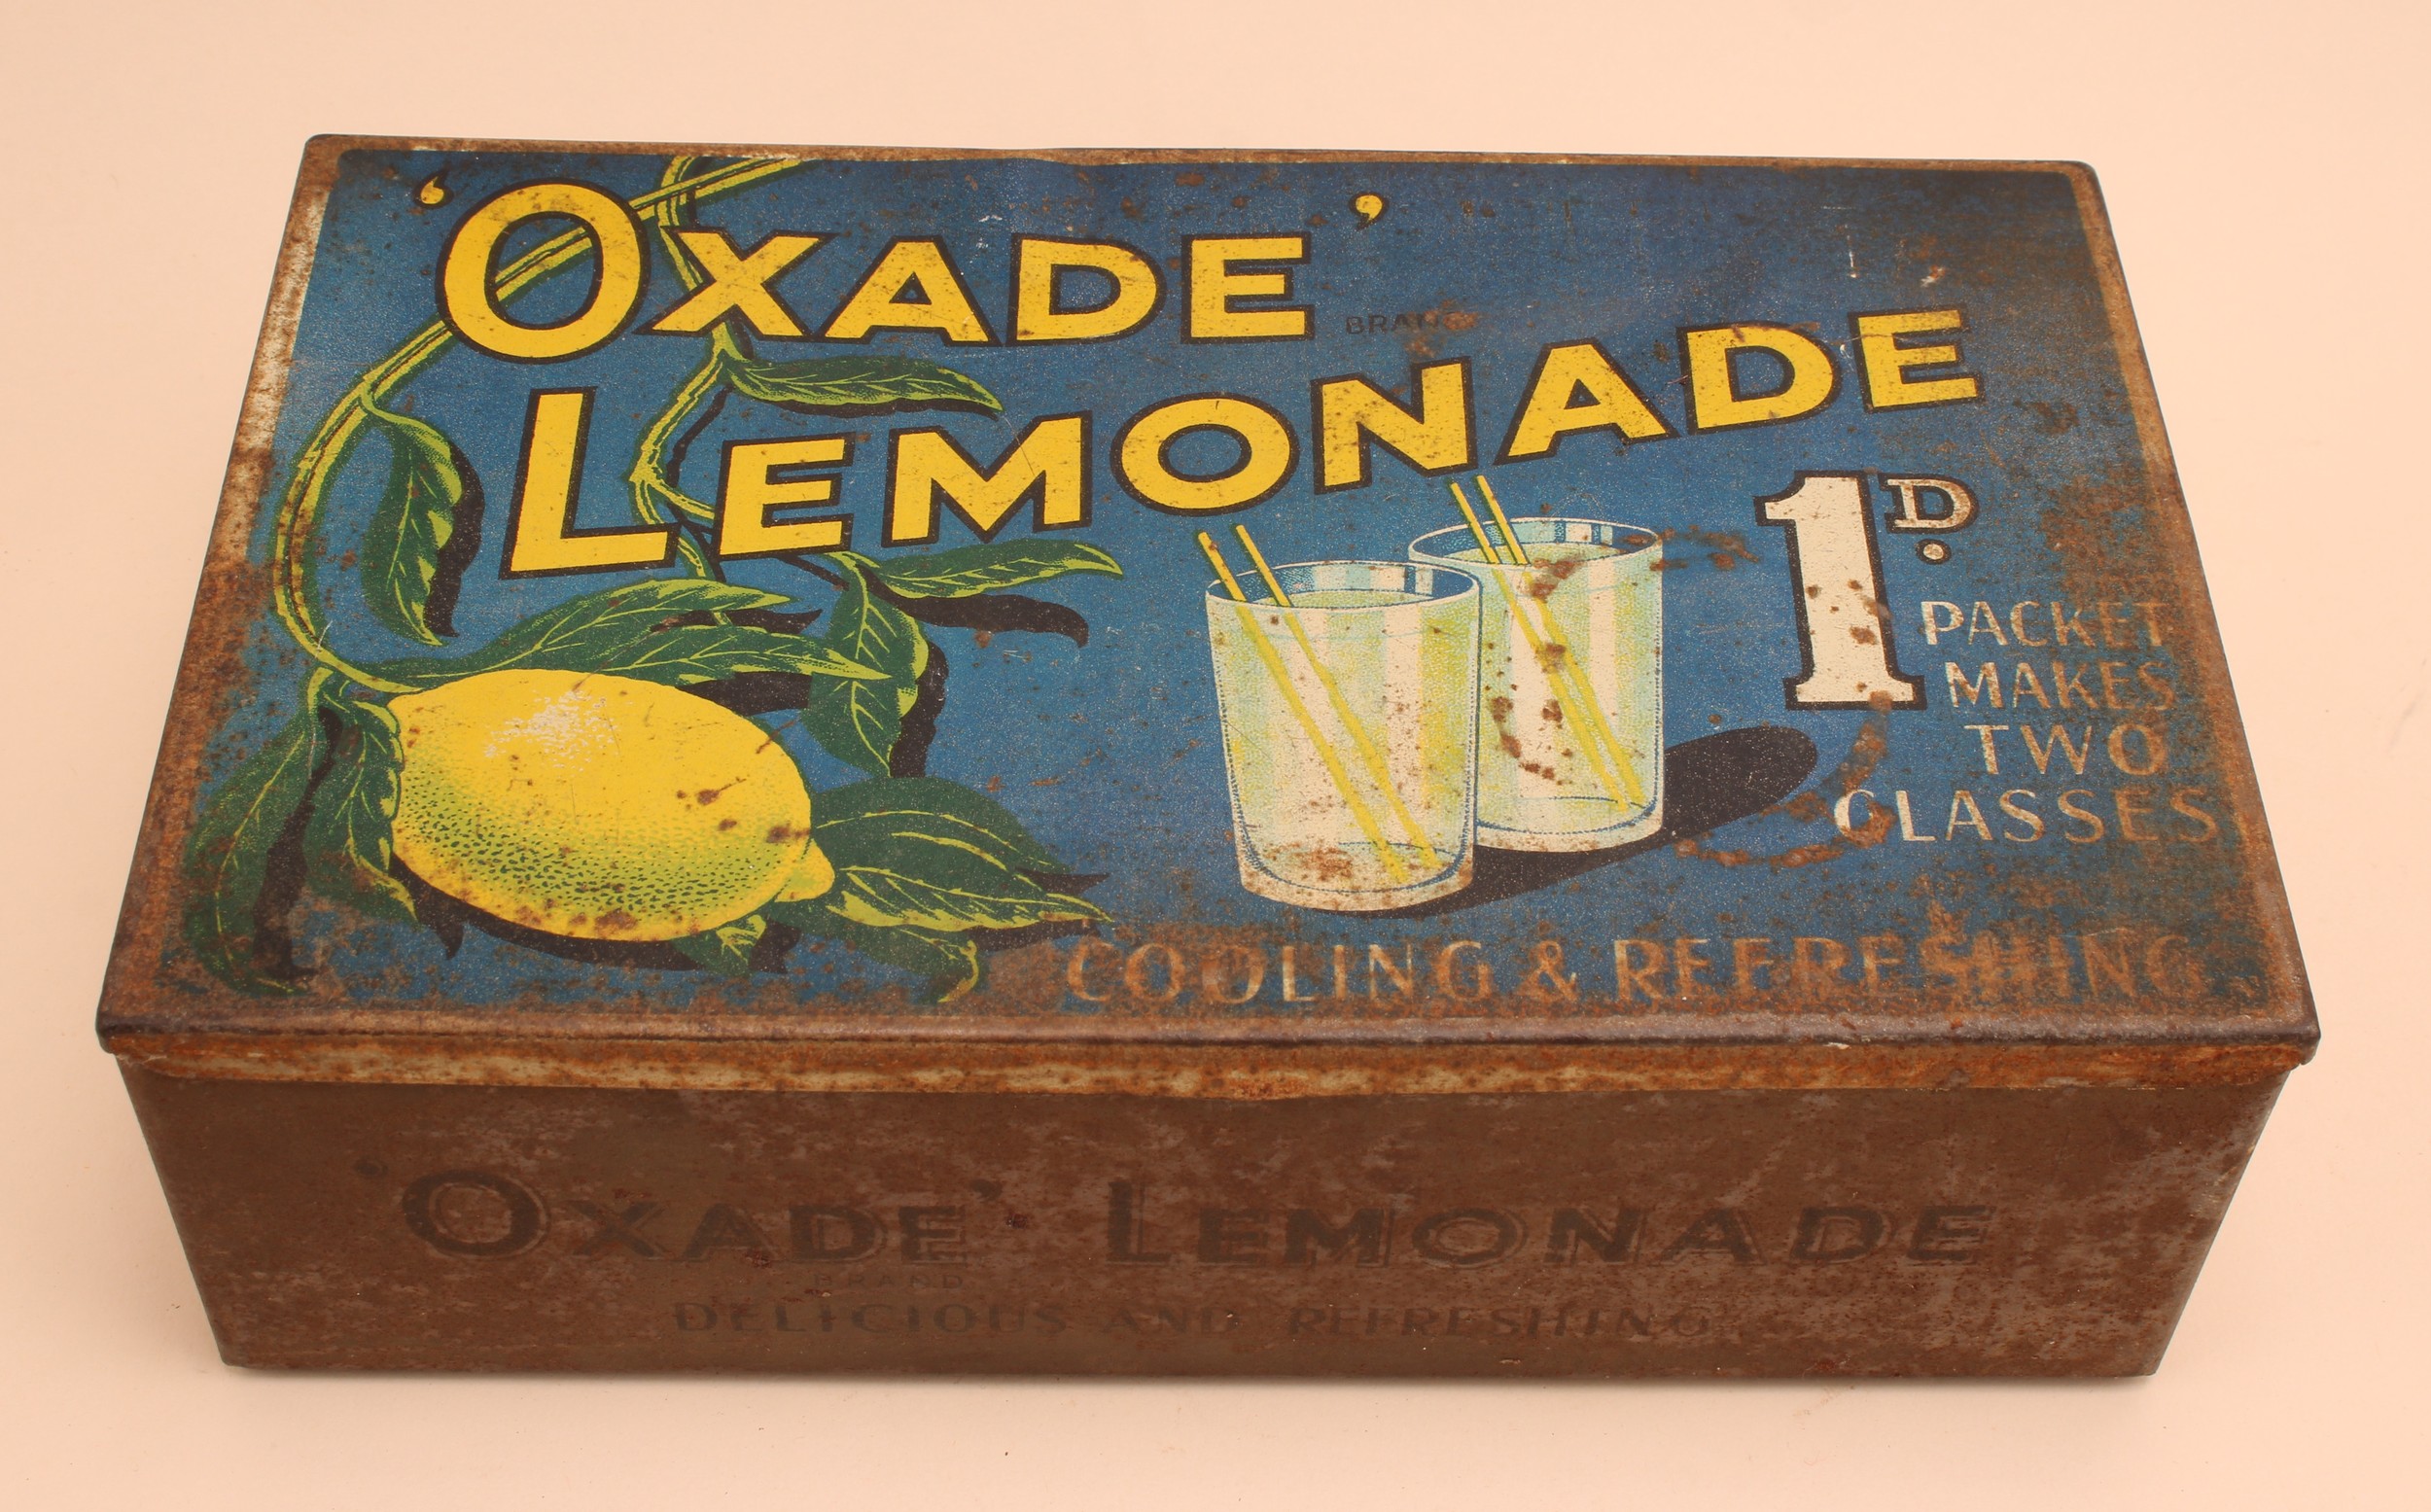 ‘OXADE’
BRAND
LEMONADE
1D.
PACKET
MAKES
TWO
GLASSES
COOLING & REFRESHING
‘OXADE’ LEMONADE
BRAND
DELICIOUS AND REFRESHING